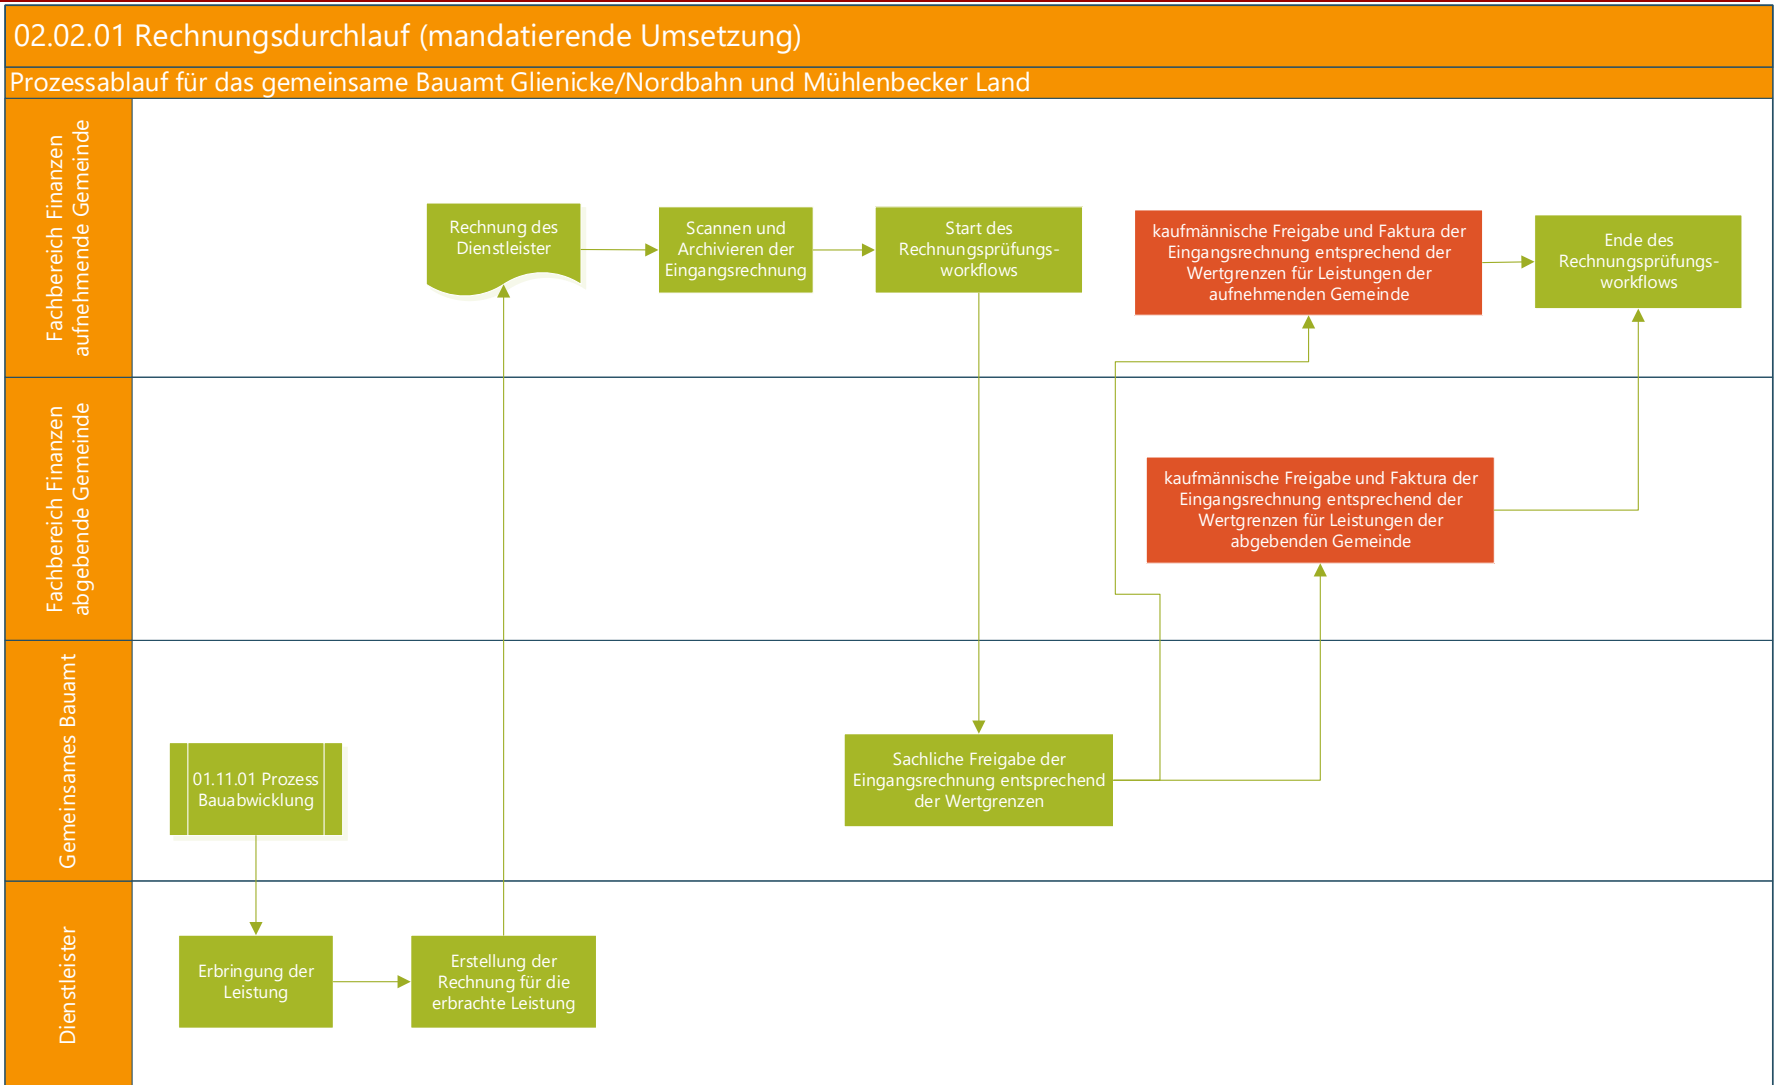 02.02.01 Rechnungsdurchlauf (mandatierende Umsetzung)
Prozessablauf für das gemeinsame Bauamt Glienicke/Nordbahn und Mühlenbecker Land
Fachbereich Finanzen
aufnehmende Gemeinde
Rechnung des
Dienstleister
Scannen und
Archivieren der
Eingangsrechnung
Start des
Rechnungsprüfungs-
workflows
kaufmännische Freigabe und Faktura der
Eingangsrechnung entsprechend der
Wertgrenzen für Leistungen der
aufnehmenden Gemeinde
Ende des
Rechnungsprüfungs-
workflows
Fachbereich Finanzen
abgebende Gemeinde
kaufmännische Freigabe und Faktura der
Eingangsrechnung entsprechend der
Wertgrenzen für Leistungen der
abgebenden Gemeinde
Gemeinsames Bauamt
01.11.01 Prozess
Bauabwicklung
Sachliche Freigabe der
Eingangsrechnung entsprechend
der Wertgrenzen
Dienstleister
Erbringung der
Leistung
Erstellung der
Rechnung für die
erbrachte Leistung